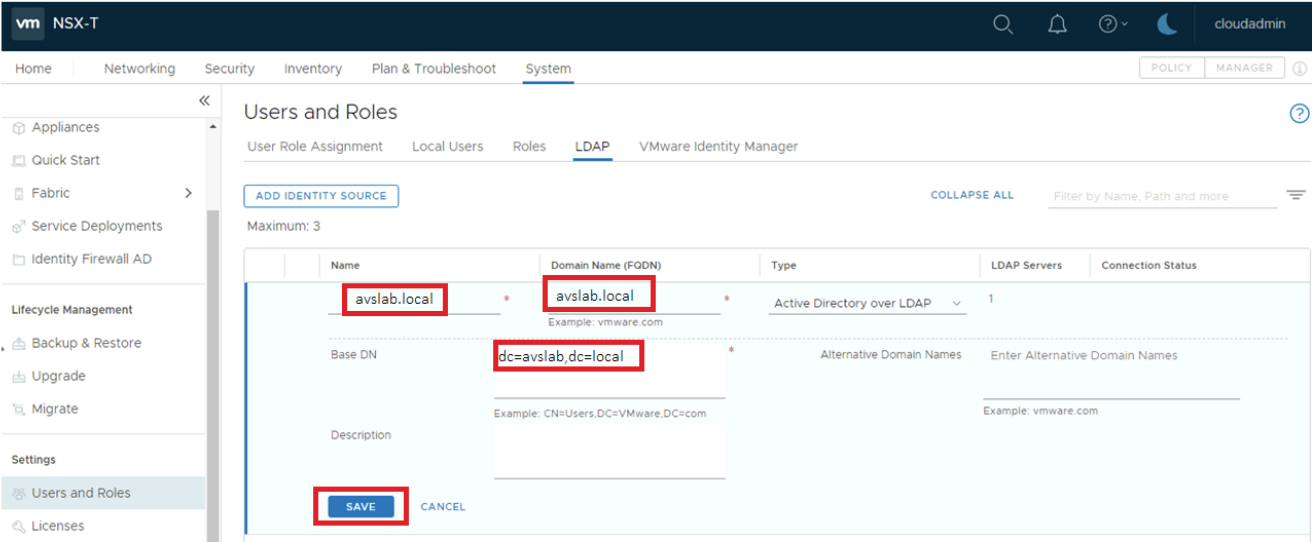 vm NSX-T cloudadmin
Home Networking Security Inventory Plan & Troubleshoot System POLICY MANAGER
Appliances
Quick Start
Fabric
Service Deployments
Identity Firewall AD
Lifecycle Management
Backup & Restore
Upgrade
Migrate
Settings
Users and Roles
Licenses
Users and Roles
User Role Assignment Local Users Roles LDAP VMware Identity Manager
ADD IDENTITY SOURCE COLLAPSE ALL Filter by Name, Path and more
Maximum: 3
Name Domain Name (FQDN) Type LDAP Servers Connection Status
avslab.local * avslab.local * Active Directory over LDAP 1
Example: vmware.com
Base DN dc=avslab,dc=local * Alternative Domain Names Enter Alternative Domain Names
Example: CN=Users,DC=VMware,DC=com Example: vmware.com
Description
SAVE CANCEL